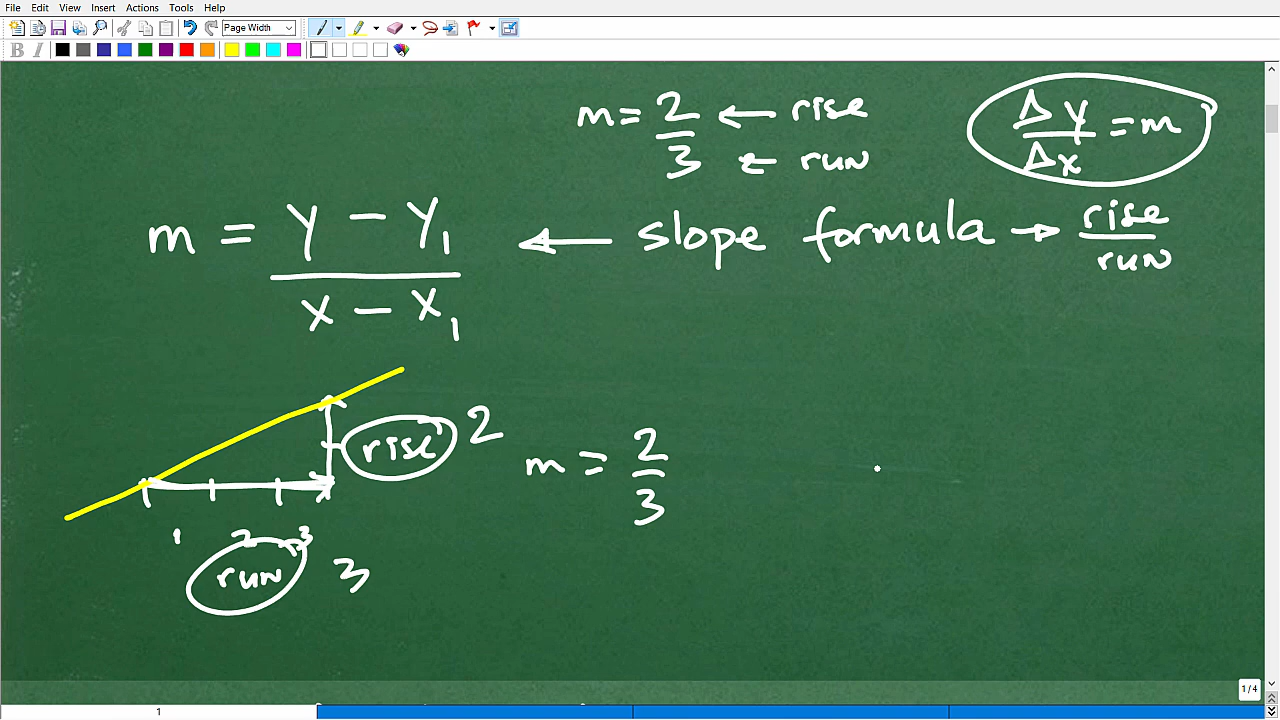 File Edit View Insert Actions Tools Help
Page Width
B I
m = 2/3 ← rise
← run
Δy/Δx = m
m = y - y₁ / x - x₁ ← slope formula → rise/run
rise 2
m = 2/3
1 2 3
run 3
1/4
1